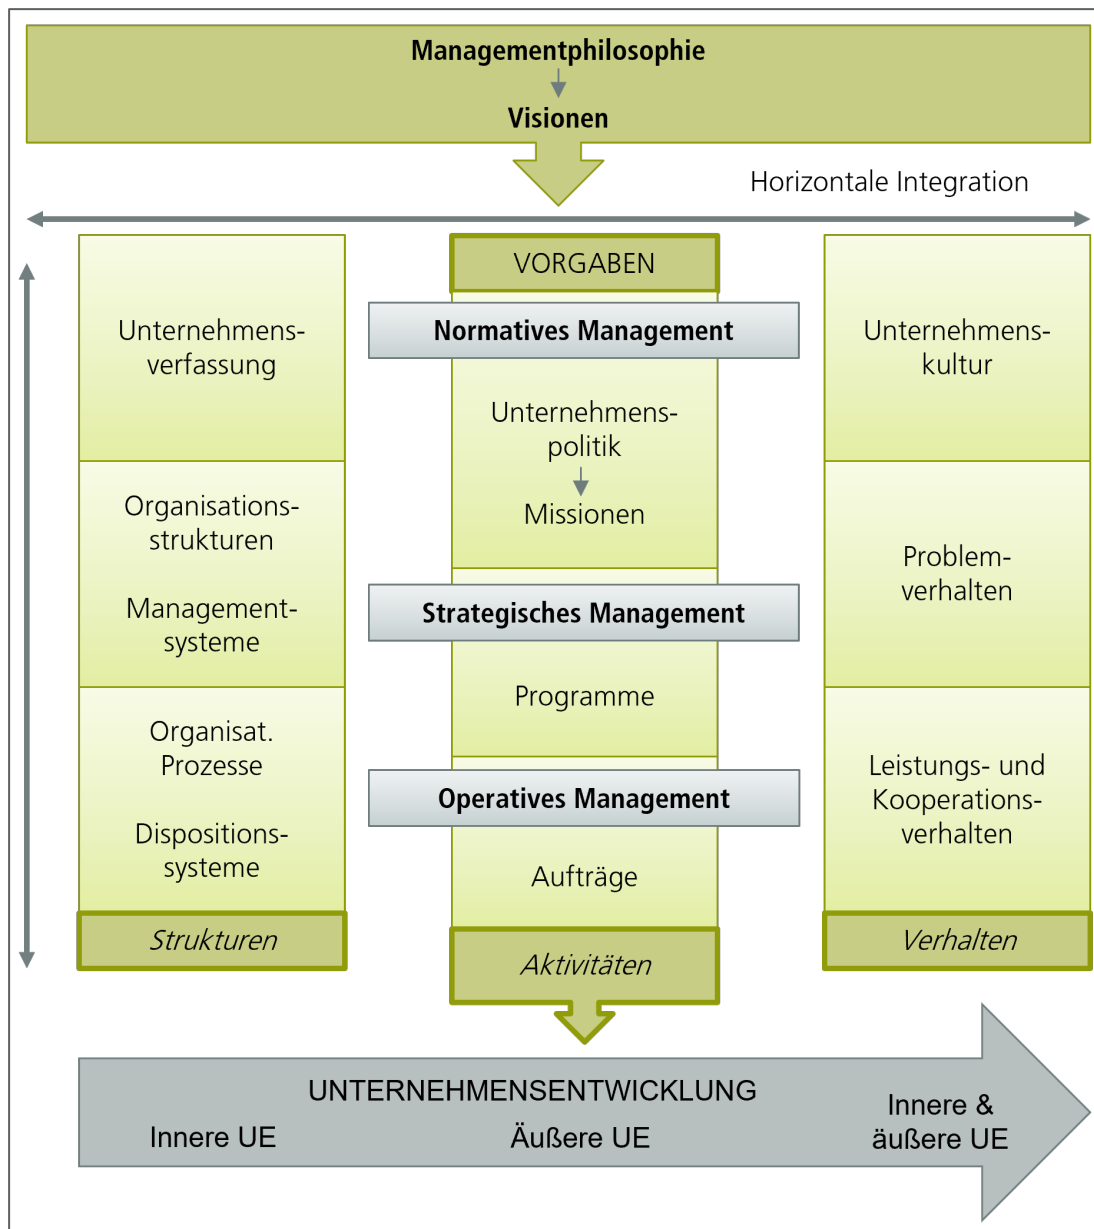 Managementphilosophie
Visionen
Horizontale Integration
Unternehmens-
verfassung
Organisations-
strukturen
Management-
systeme
Organisat.
Prozesse
Dispositions-
systeme
Strukturen
VORGABEN
Normatives Management
Unternehmens-
politik
Missionen
Strategisches Management
Programme
Operatives Management
Aufträge
Aktivitäten
Unternehmens-
kultur
Problem-
verhalten
Leistungs- und
Kooperations-
verhalten
Verhalten
UNTERNEHMENSENTWICKLUNG
Innere UE
Äußere UE
Innere &
äußere UE